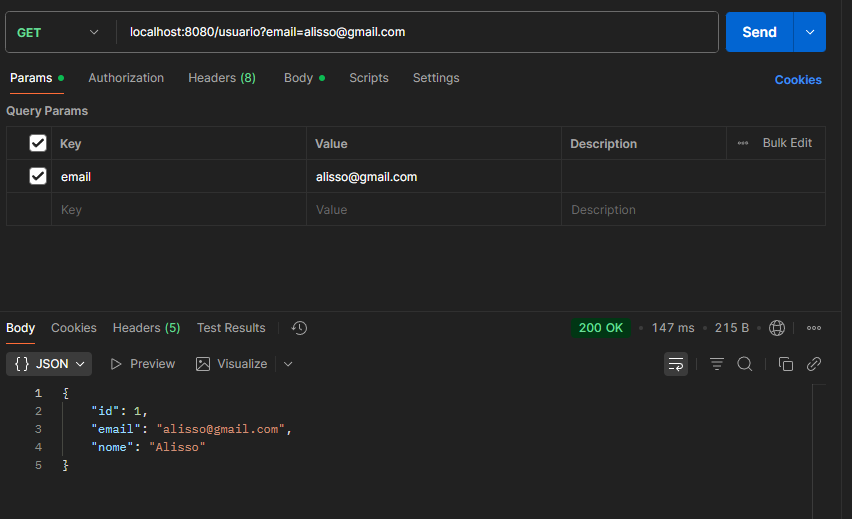 GET localhost:8080/usuario?email=alisso@gmail.com Send
Params Authorization Headers (8) Body Scripts Settings Cookies
Query Params
Key Value Description ••• Bulk Edit
email alisso@gmail.com
Key Value Description
Body Cookies Headers (5) Test Results 200 OK • 147 ms • 215 B • •••
{} JSON Preview Visualize
1 {
2 "id": 1,
3 "email": "alisso@gmail.com",
4 "nome": "Alisso"
5 }